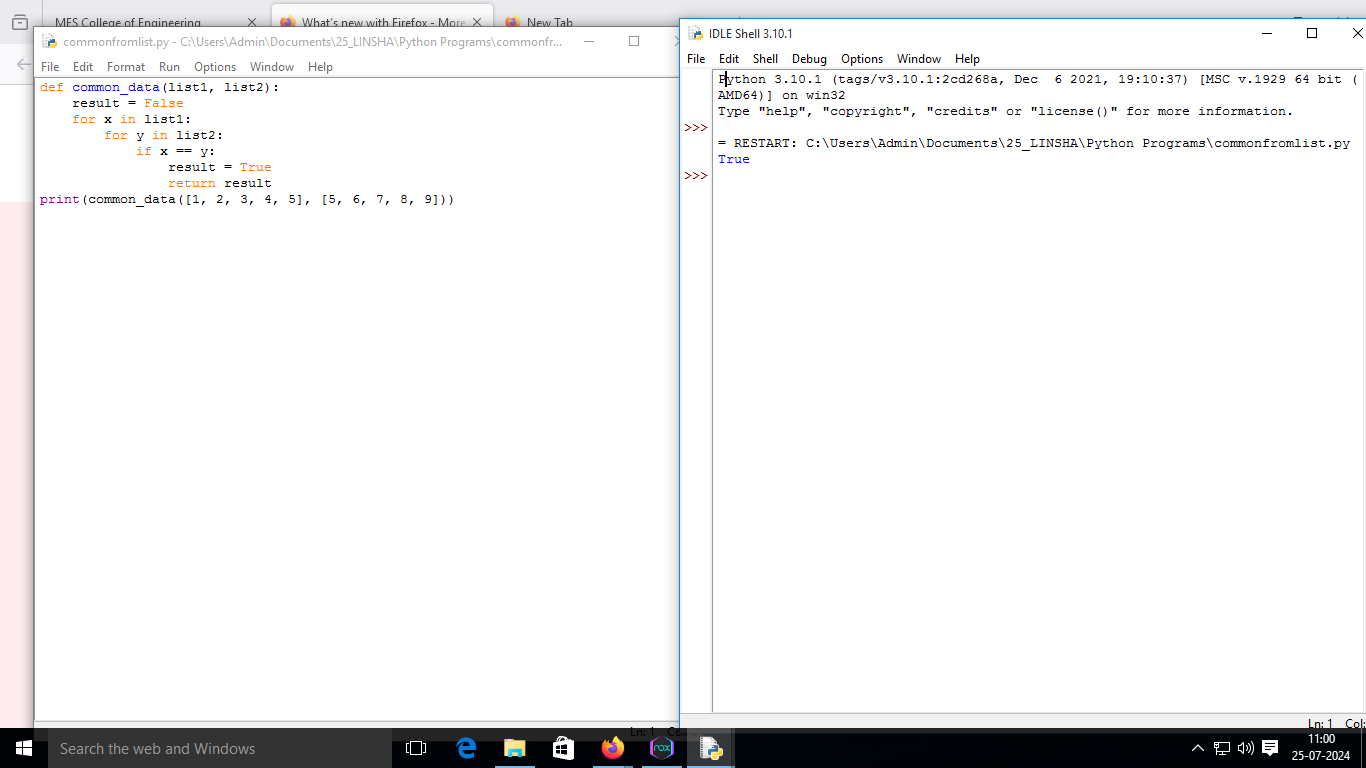 MES College of Engineering
What's new with Firefox - More
New Tab
commonfromlist.py - C:\Users\Admin\Documents\25_LINSHA\Python Programs\commonfr...
File Edit Format Run Options Window Help
def common_data(list1, list2):
    result = False
    for x in list1:
        for y in list2:
            if x == y:
                result = True
                return result
print(common_data([1, 2, 3, 4, 5], [5, 6, 7, 8, 9]))
Ln: 1 Co
IDLE Shell 3.10.1
File Edit Shell Debug Options Window Help
Python 3.10.1 (tags/v3.10.1:2cd268a, Dec  6 2021, 19:10:37) [MSC v.1929 64 bit (
AMD64)] on win32
Type "help", "copyright", "credits" or "license()" for more information.
>>>
= RESTART: C:\Users\Admin\Documents\25_LINSHA\Python Programs\commonfromlist.py
True
>>>
Ln: 1 Col:
Search the web and Windows
nox
11:00
25-07-2024